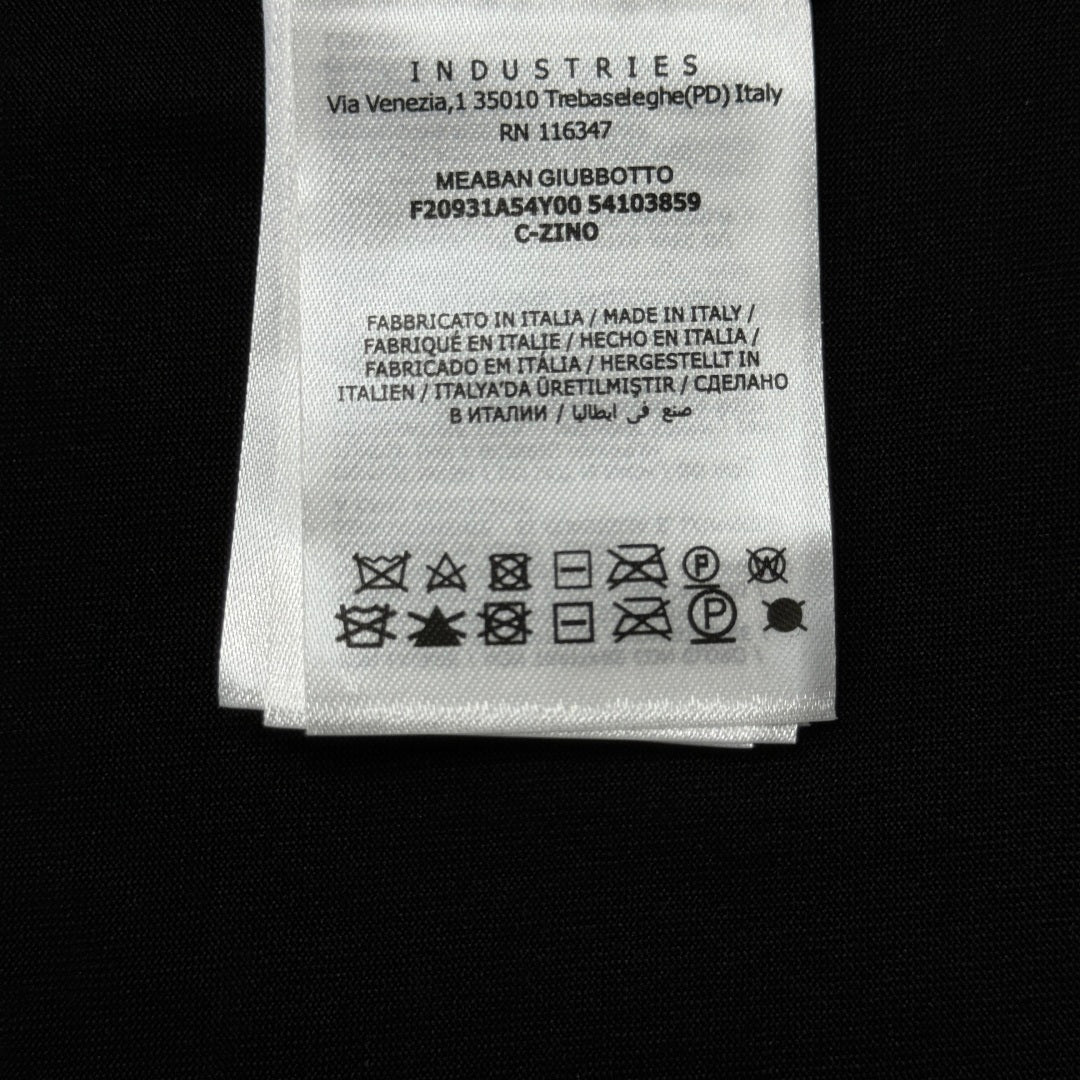 INDUSTRIES
Via Venezia,1 35010 Trebaseleghe(PD) Italy
RN 116347
MEABAN GIUBBOTTO
F20931A54Y00 54103859
C-ZINO
FABBRICATO IN ITALIA / MADE IN ITALY /
FABRIQUÉ EN ITALIE / HECHO EN ITALIA /
FABRICADO EM ITÁLIA / HERGESTELLT IN
ITALIEN / ITALYA'DA ÜRETILMIŞTIR / СДЕЛАНО
В ИТАЛИИ / صنع في ايطاليا
P W
P